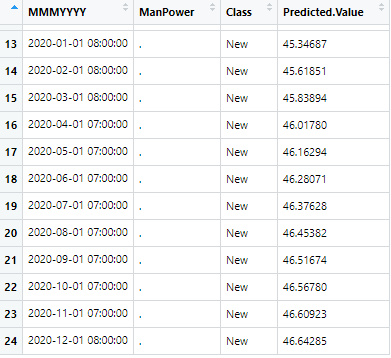 MMMYYYY ManPower Class Predicted.Value
13 2020-01-01 08:00:00 . New 45.34687
14 2020-02-01 08:00:00 . New 45.61851
15 2020-03-01 08:00:00 . New 45.83894
16 2020-04-01 07:00:00 . New 46.01780
17 2020-05-01 07:00:00 . New 46.16294
18 2020-06-01 07:00:00 . New 46.28071
19 2020-07-01 07:00:00 . New 46.37628
20 2020-08-01 07:00:00 . New 46.45382
21 2020-09-01 07:00:00 . New 46.51674
22 2020-10-01 07:00:00 . New 46.56780
23 2020-11-01 07:00:00 . New 46.60923
24 2020-12-01 08:00:00 . New 46.64285